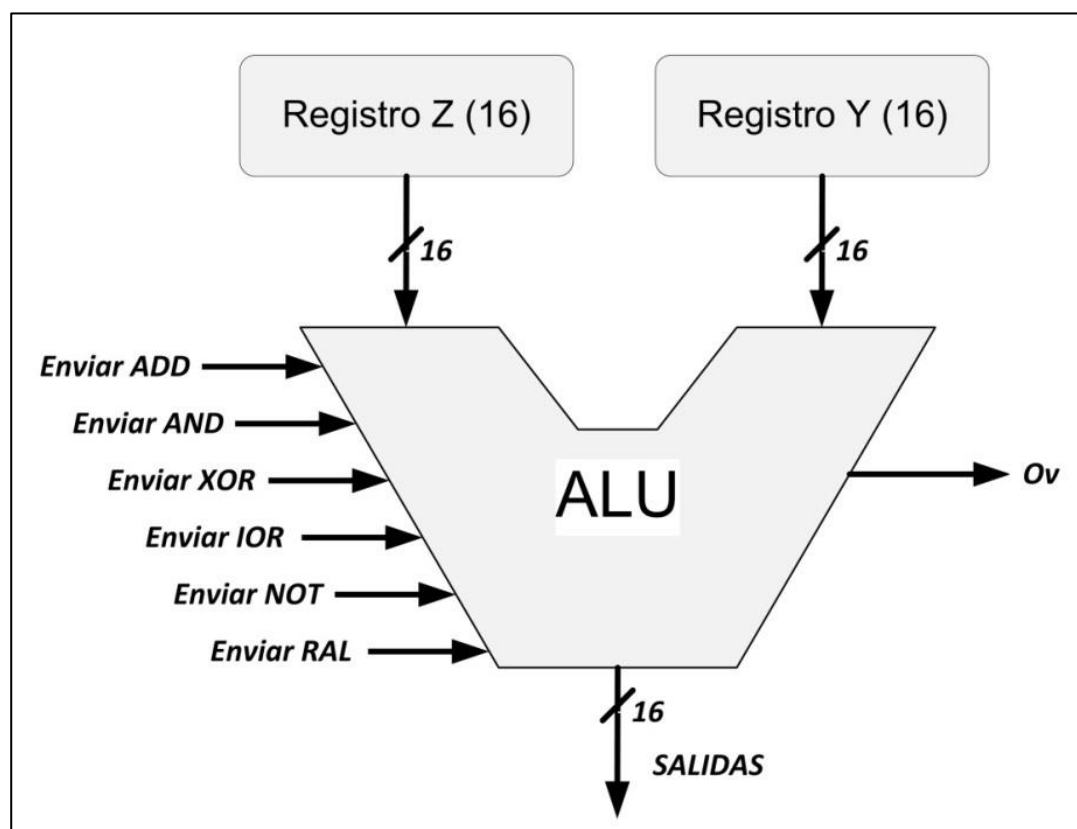 Registro Z (16)
Registro Y (16)
16
16
Enviar ADD
Enviar AND
Enviar XOR
Enviar IOR
Enviar NOT
Enviar RAL
ALU
Ov
16
SALIDAS